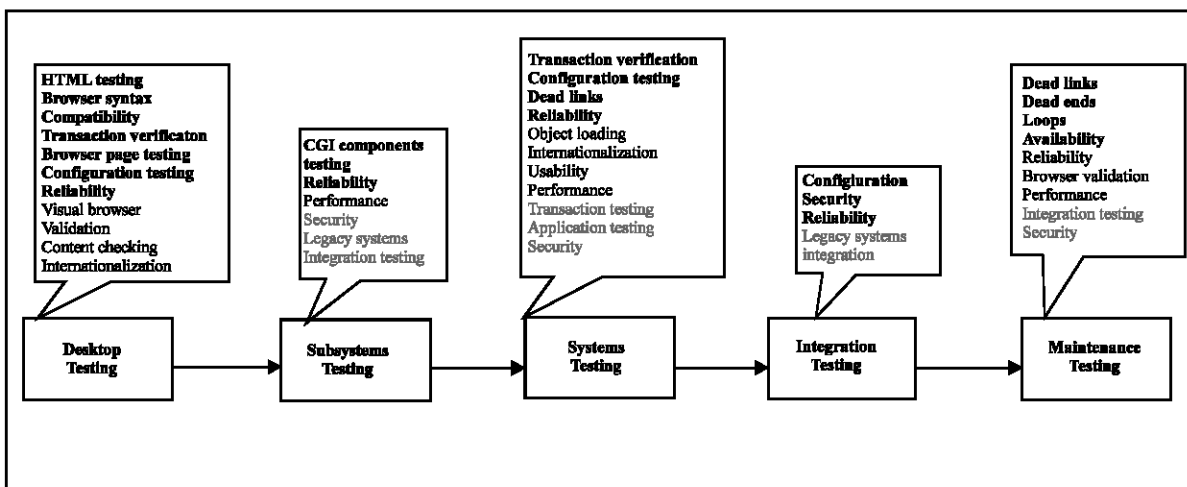 HTML testing
Browser syntax
Compatibility
Transaction verificaton
Browser page testing
Configuration testing
Reliability
Visual browser
Validation
Content checking
Internationalization
CGI components
testing
Reliability
Performance
Security
Legacy systems
Integration testing
Transaction verification
Configuration testing
Dead links
Reliability
Object loading
Internationalization
Usability
Performance
Transaction testing
Application testing
Security
Configiuration
Security
Reliability
Legacy systems
integration
Dead links
Dead ends
Loops
Availability
Reliability
Browser validation
Performance
Integration testing
Security
Desktop
Testing
Subsystems
Testing
Systems
Testing
Integration
Testing
Maintenance
Testing